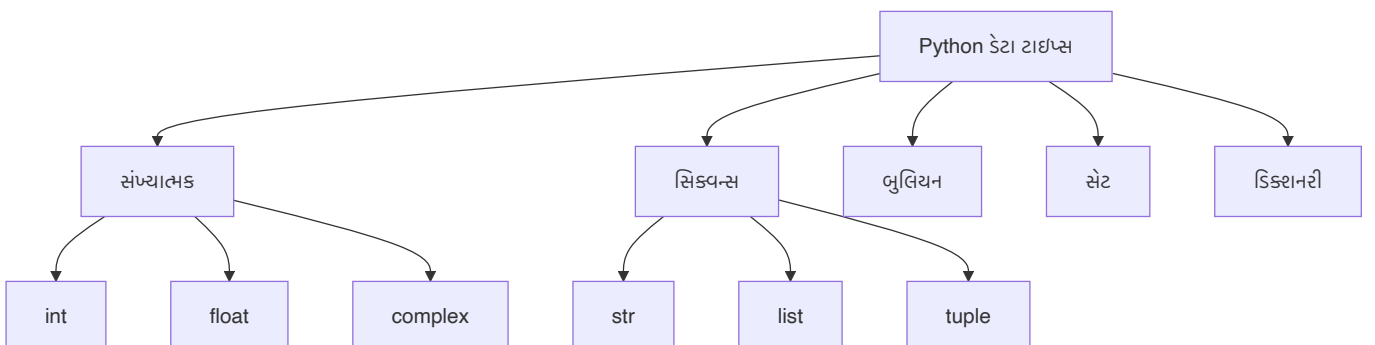 Python ડેટા ટાઇપ્સ
સંખ્યાત્મક
સિક્વન્સ
બુલિયન
સેટ
ડિક્શનરી
int
float
complex
str
list
tuple